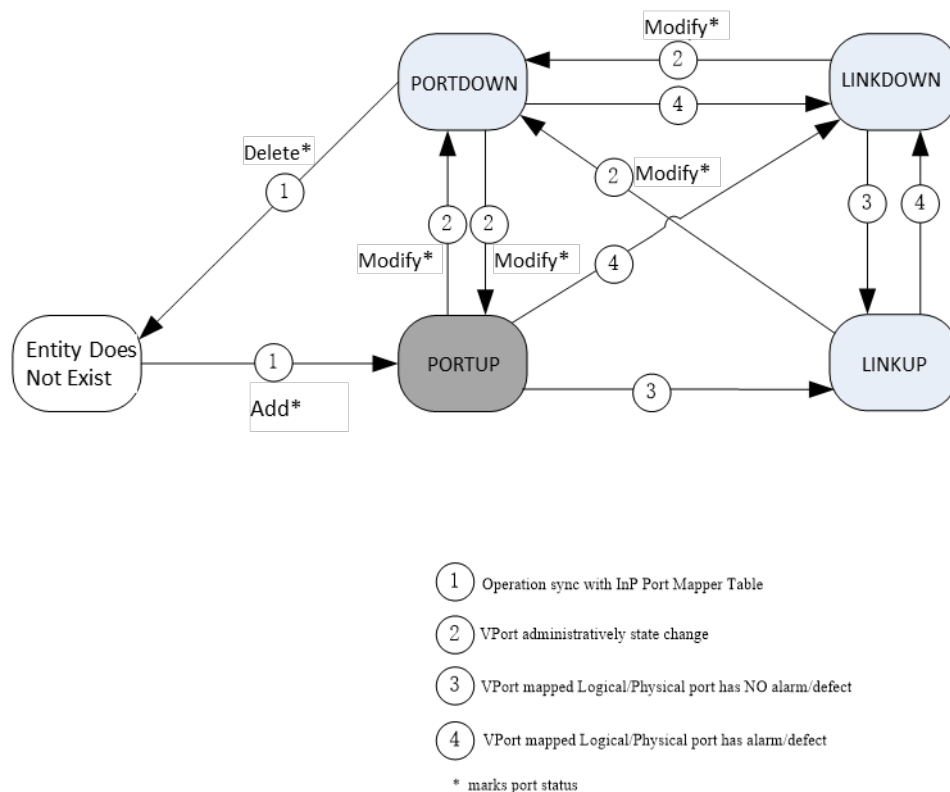 Modify*
2
PORTDOWN
LINKDOWN
4
Delete*
1
2
Modify*
3
4
2
2
Modify*
Modify*
4
Entity Does
Not Exist
1
PORTUP
LINKUP
3
Add*
1 Operation sync with InP Port Mapper Table
2 VPort administratively state change
3 VPort mapped Logical/Physical port has NO alarm/defect
4 VPort mapped Logical/Physical port has alarm/defect
* marks port status